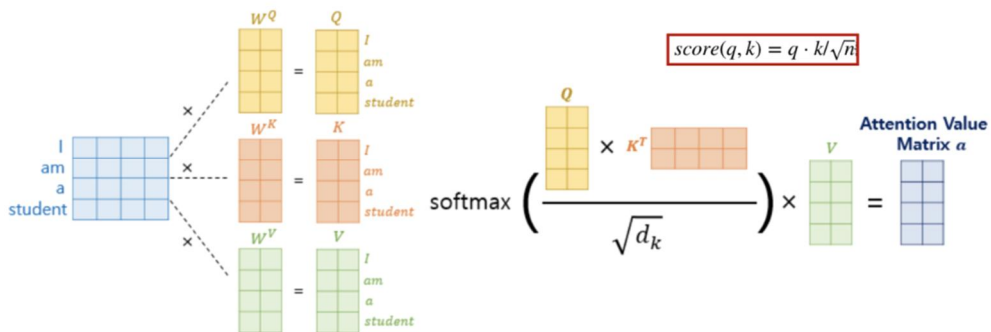 I
am
a
student
×
×
×
W^Q
=
Q
I
am
a
student
W^K
=
K
I
am
a
student
W^V
=
V
I
am
a
student
score(q, k) = q · k/√n
softmax
(
Q
×
K^T
√d_k
)
×
V
=
Attention Value
Matrix a